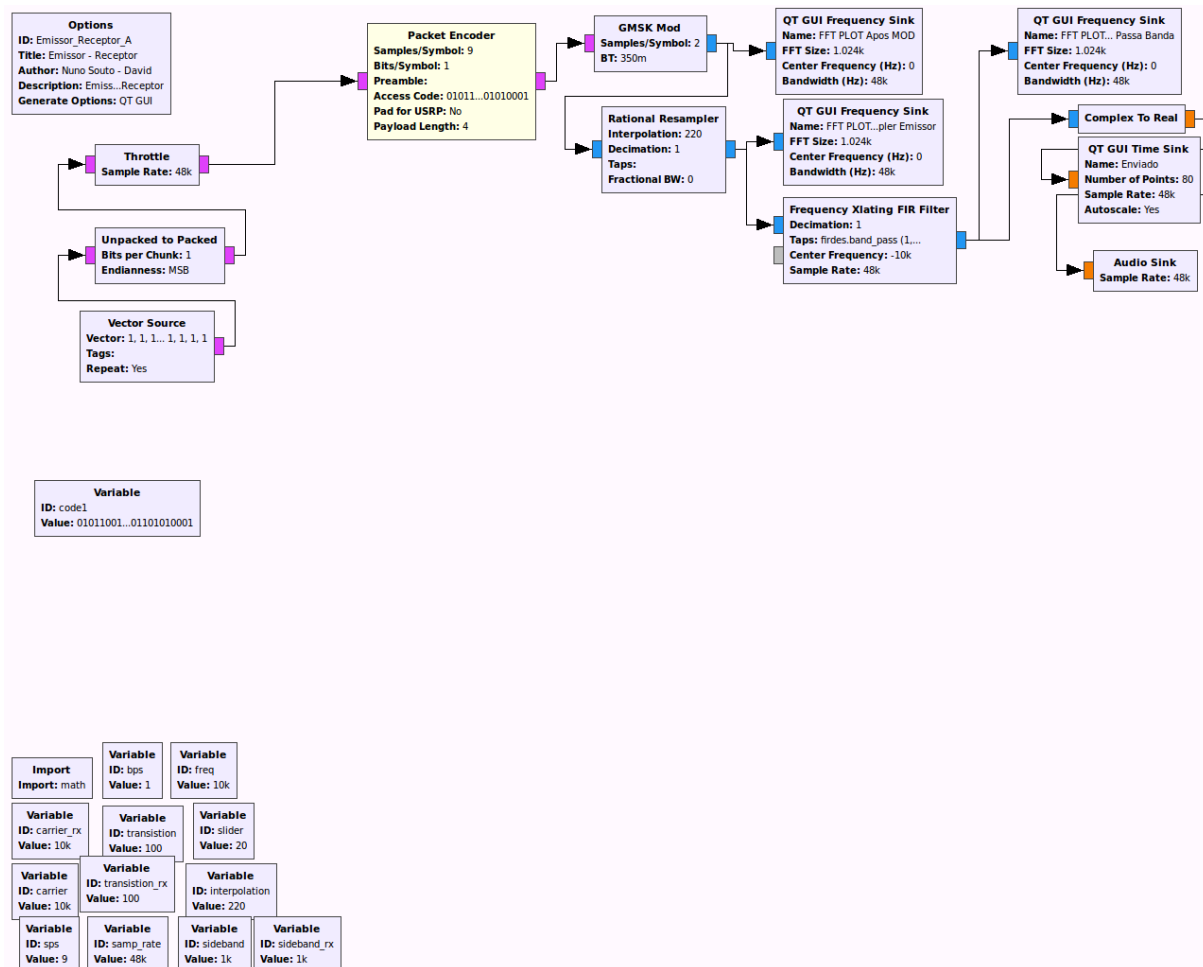 Options
ID: Emissor_Receptor_A
Title: Emissor - Receptor
Author: Nuno Souto - David
Description: Emiss...Receptor
Generate Options: QT GUI
Packet Encoder
Samples/Symbol: 9
Bits/Symbol: 1
Preamble:
Access Code: 01011...01010001
Pad for USRP: No
Payload Length: 4
GMSK Mod
Samples/Symbol: 2
BT: 350m
QT GUI Frequency Sink
Name: FFT PLOT Apos MOD
FFT Size: 1.024k
Center Frequency (Hz): 0
Bandwidth (Hz): 48k
QT GUI Frequency Sink
Name: FFT PLOT... Passa Banda
FFT Size: 1.024k
Center Frequency (Hz): 0
Bandwidth (Hz): 48k
Rational Resampler
Interpolation: 220
Decimation: 1
Taps:
Fractional BW: 0
QT GUI Frequency Sink
Name: FFT PLOT...pler Emissor
FFT Size: 1.024k
Center Frequency (Hz): 0
Bandwidth (Hz): 48k
Complex To Real
QT GUI Time Sink
Name: Enviado
Number of Points: 80
Sample Rate: 48k
Autoscale: Yes
Throttle
Sample Rate: 48k
Frequency Xlating FIR Filter
Decimation: 1
Taps: firdes.band_pass (1,...
Center Frequency: -10k
Sample Rate: 48k
Audio Sink
Sample Rate: 48k
Unpacked to Packed
Bits per Chunk: 1
Endianness: MSB
Vector Source
Vector: 1, 1, 1... 1, 1, 1, 1
Tags:
Repeat: Yes
Variable
ID: code1
Value: 01011001...01101010001
Import
Import: math
Variable
ID: bps
Value: 1
Variable
ID: freq
Value: 10k
Variable
ID: carrier_rx
Value: 10k
Variable
ID: transistion
Value: 100
Variable
ID: slider
Value: 20
Variable
ID: carrier
Value: 10k
Variable
ID: transistion_rx
Value: 100
Variable
ID: interpolation
Value: 220
Variable
ID: sps
Value: 9
Variable
ID: samp_rate
Value: 48k
Variable
ID: sideband
Value: 1k
Variable
ID: sideband_rx
Value: 1k